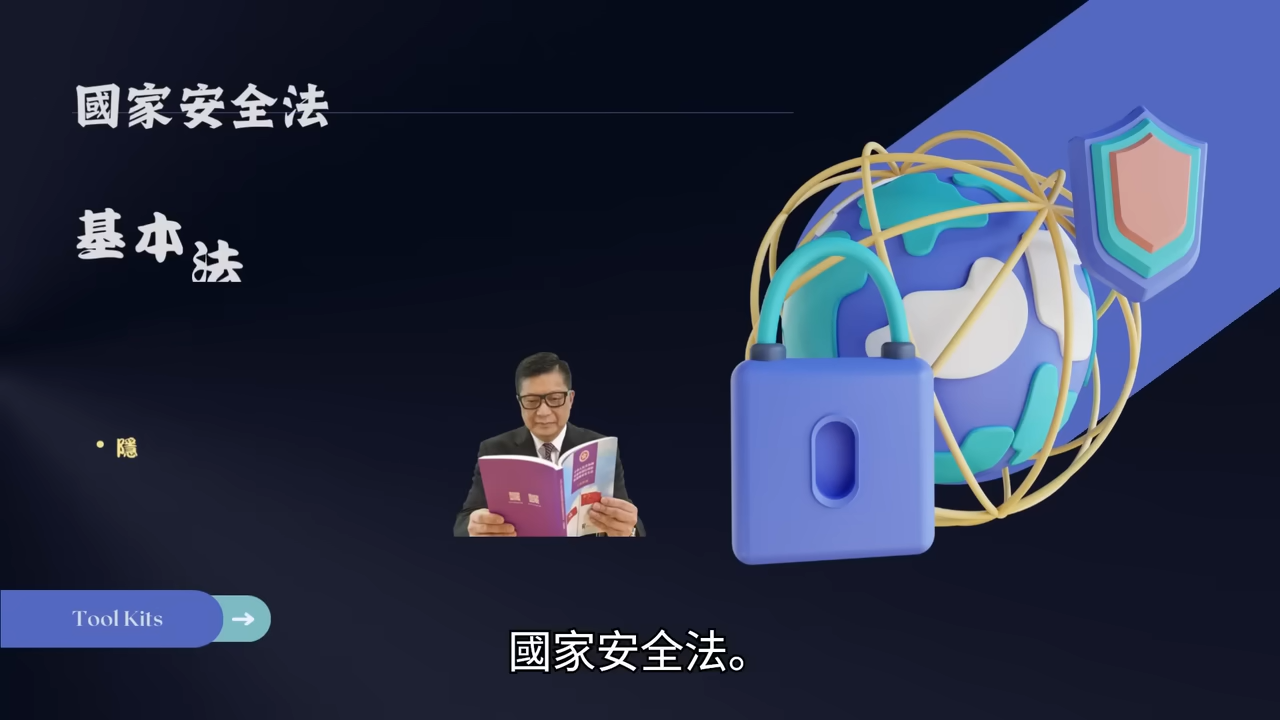 國家安全法
基本法
隱
Tool Kits
國家安全法。